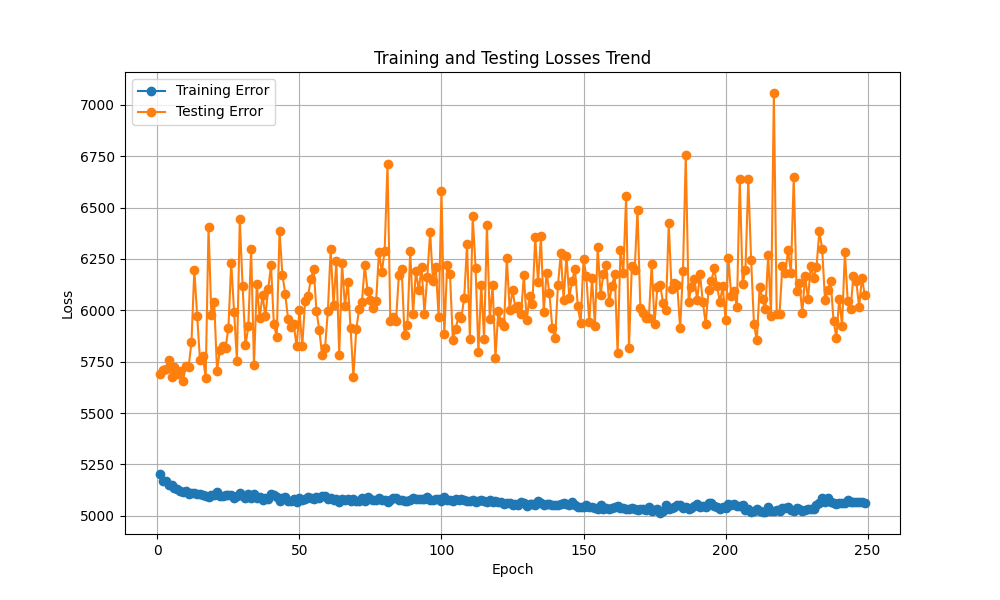 Training and Testing Losses Trend
Training Error
Testing Error
7000
6750
6500
6250
6000
5750
5500
5250
5000
Loss
0 50 100 150 200 250
Epoch